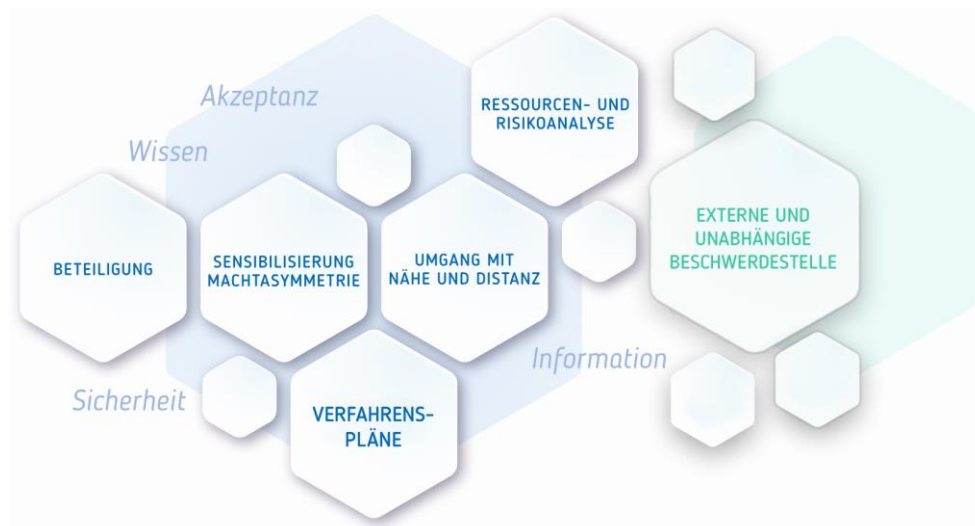 Akzeptanz
RESSOURCEN- UND
RISIKOANALYSE
Wissen
EXTERNE UND
UNABHÄNGIGE
BESCHWERDESTELLE
BETEILIGUNG
SENSIBILISIERUNG
MACHTASYMMETRIE
UMGANG MIT
NÄHE UND DISTANZ
Information
Sicherheit
VERFAHRENS-
PLÄNE